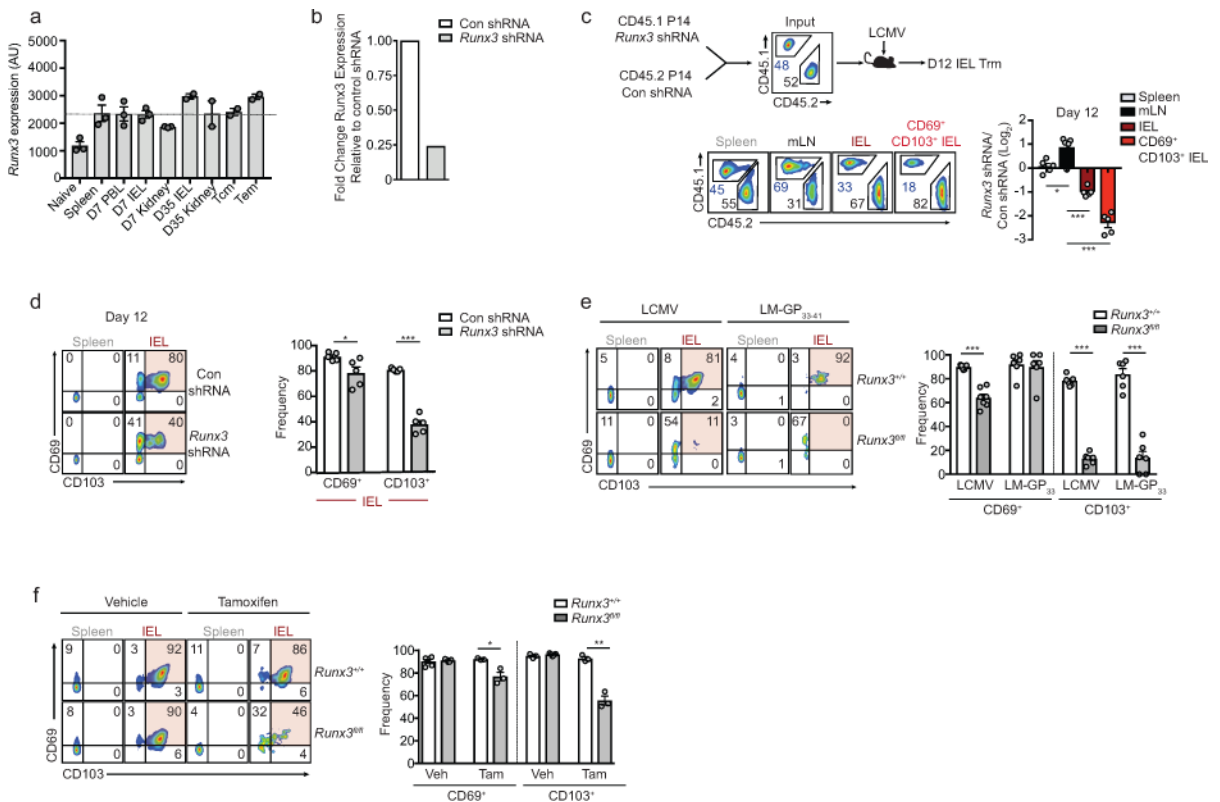 a
Runx3 expression (AU)
5000
4000
3000
2000
1000
0
Naive
Spleen
D7 PBL
D7 IEL
D7 Kidney
D35 IEL
D35 Kidney
Tcm
Tem
b
Con shRNA
Runx3 shRNA
Fold Change Runx3 Expression
Relative to control shRNA
1.00
0.75
0.50
0.25
0
c
CD45.1 P14
Runx3 shRNA
CD45.2 P14
Con shRNA
Input
CD45.1
48
52
CD45.2
LCMV
D12 IEL Trm
Spleen
mLN
IEL
CD69+
CD103+ IEL
CD45.1
45
55
69
31
33
67
18
82
CD45.2
Day 12
Spleen
mLN
IEL
CD69+
CD103+ IEL
Runx3 shRNA/
Con shRNA (Log2)
2
1
0
-1
-2
-3
*
***
***
d
Day 12
Spleen
IEL
0 0 11 80
0 0
Con
shRNA
0 0 41 40
0 0
Runx3
shRNA
CD69
CD103
Con shRNA
Runx3 shRNA
Frequency
100
80
60
40
20
0
*
***
CD69+
CD103+
IEL
e
LCMV
LM-GP33-41
Spleen
IEL
Spleen
IEL
5 0 8 81 4 0 3 92
0 2 1 0
Runx3+/+
11 0 54 11 3 0 67 0
0 0 1 0
Runx3fl/fl
CD69
CD103
Runx3+/+
Runx3fl/fl
Frequency
100
80
60
40
20
0
***
***
***
LCMV
LM-GP33
LCMV
LM-GP33
CD69+
CD103+
f
Vehicle
Tamoxifen
Spleen
IEL
Spleen
IEL
9 0 3 92 11 0 7 86
0 3 0 6
Runx3+/+
8 0 3 90 4 0 32 46
0 6 0 4
Runx3fl/fl
CD69
CD103
Runx3+/+
Runx3fl/fl
Frequency
100
80
60
40
20
0
*
**
Veh
Tam
Veh
Tam
CD69+
CD103+